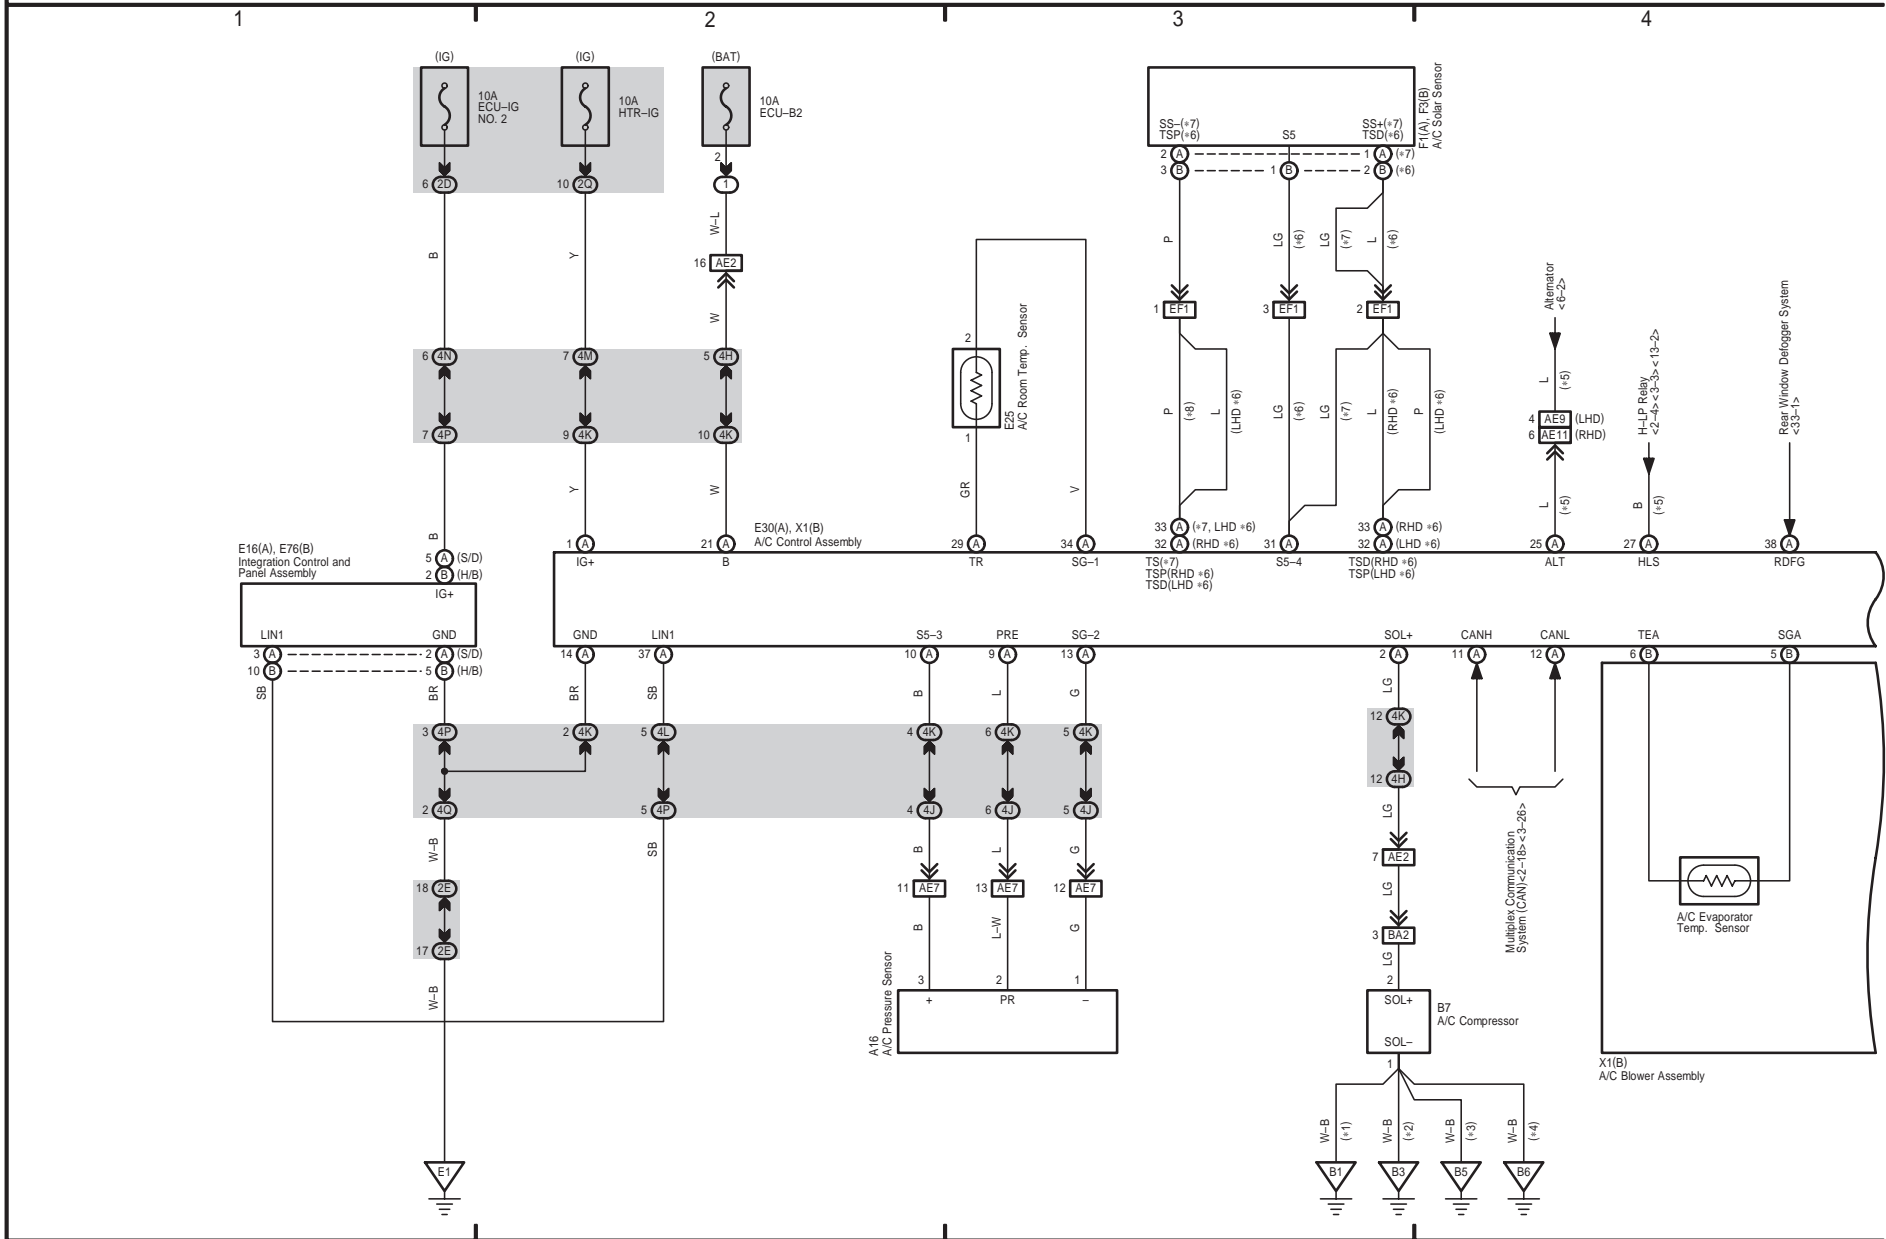 1
2
3
4
(IG)
(IG)
(BAT)
10A
ECU–IG
NO. 2
10A
HTR–IG
10A
ECU–B2
6 2D
10 2Q
2
1
B
Y
W–L
16 AE2
W
6 4N
7 4M
5 4H
7 4P
9 4K
10 4K
B
Y
W
SS–(∗7)
TSP(∗6)
S5
SS+(∗7)
TSD(∗6)
F1(A), F3(B)
A/C Solar Sensor
2 A
1 A (∗7)
3 B
1 B
2 B (∗6)
P
LG
(∗6)
LG
(∗7)
L
(∗6)
1 EF1
3 EF1
2 EF1
P
(∗8)
L
(LHD ∗6)
LG
(∗6)
LG
(∗7)
L
(RHD ∗6)
P
(LHD ∗6)
2
1
E25
A/C Room Temp. Sensor
GR
V
Alternator
<6–2>
L
(∗5)
4 AE9 (LHD)
6 AE11 (RHD)
L
(∗5)
H–LP Relay
<2–4><3–3><13–2>
B
(∗5)
Rear Window Defogger System
<33–1>
E16(A), E76(B)
Integration Control and
Panel Assembly
5 A (S/D)
2 B (H/B)
IG+
LIN1
GND
3 A
2 A (S/D)
10 B
5 B (H/B)
E30(A), X1(B)
A/C Control Assembly
1 A
21 A
29 A
34 A
33 A (∗7, LHD ∗6)
32 A (RHD ∗6)
31 A
33 A (RHD ∗6)
32 A (LHD ∗6)
25 A
27 A
38 A
IG+
B
TR
SG–1
TS(∗7)
TSP(RHD ∗6)
TSD(LHD ∗6)
S5–4
TSD(RHD ∗6)
TSP(LHD ∗6)
ALT
HLS
RDFG
GND
LIN1
S5–3
PRE
SG–2
SOL+
CANH
CANL
TEA
SGA
14 A
37 A
10 A
9 A
13 A
2 A
11 A
12 A
6 B
5 B
SB
BR
BR
SB
B
L
G
LG
3 4P
2 4K
5 4L
4 4K
6 4K
5 4K
12 4K
12 4H
2 4Q
5 4P
4 4J
6 4J
5 4J
W–B
SB
B
L
G
LG
18 2E
17 2E
11 AE7
13 AE7
12 AE7
7 AE2
B
L–W
G
LG
3 BA2
LG
W–B
3
2
1
+
PR
–
A16
A/C Pressure Sensor
2
SOL+
SOL–
B7
A/C Compressor
1
Multiplex Communication
System (CAN)<2–18><3–26>
A/C Evaporator
Temp. Sensor
X1(B)
A/C Blower Assembly
W–B
(∗1)
W–B
(∗2)
W–B
(∗3)
W–B
(∗4)
E1
B1
B3
B5
B6